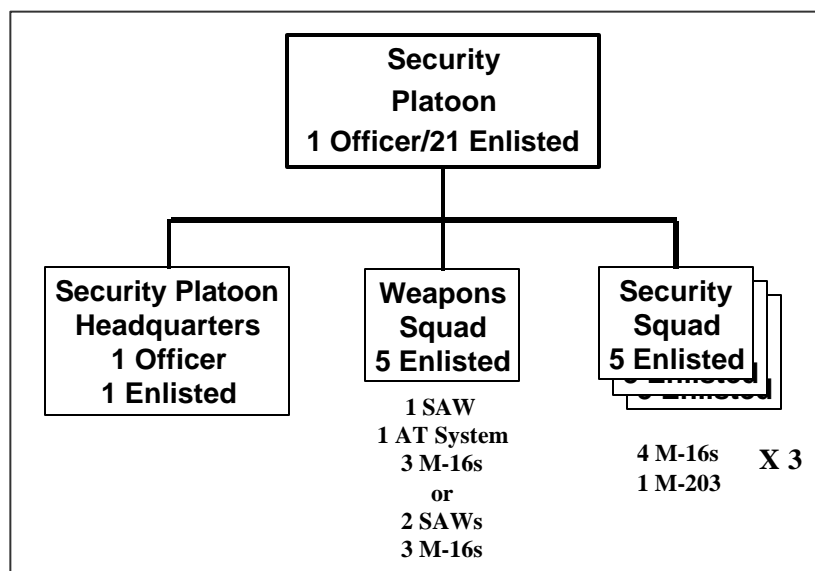 Security
Platoon
1 Officer/21 Enlisted
Security Platoon
Headquarters
1 Officer
1 Enlisted
Weapons
Squad
5 Enlisted
1 SAW
1 AT System
3 M-16s
or
2 SAWs
3 M-16s
Security
Squad
5 Enlisted
4 M-16s
1 M-203
X 3